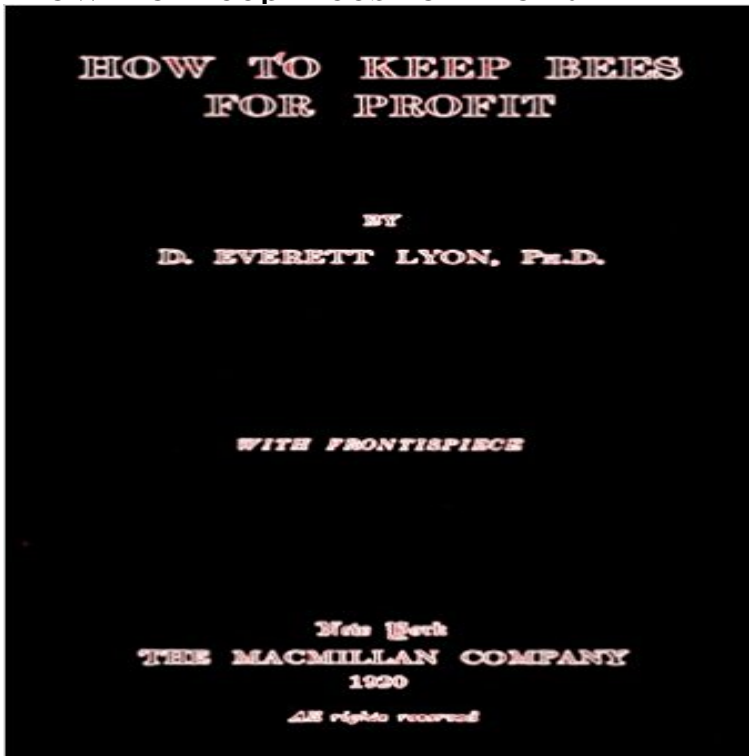 HOW TO KEEP BEES
FOR PROFIT
BY
D. EVERETT LYON, PH.D.
WITH FRONTISPIECE
New York
THE MACMILLAN COMPANY
1920
All rights reserved